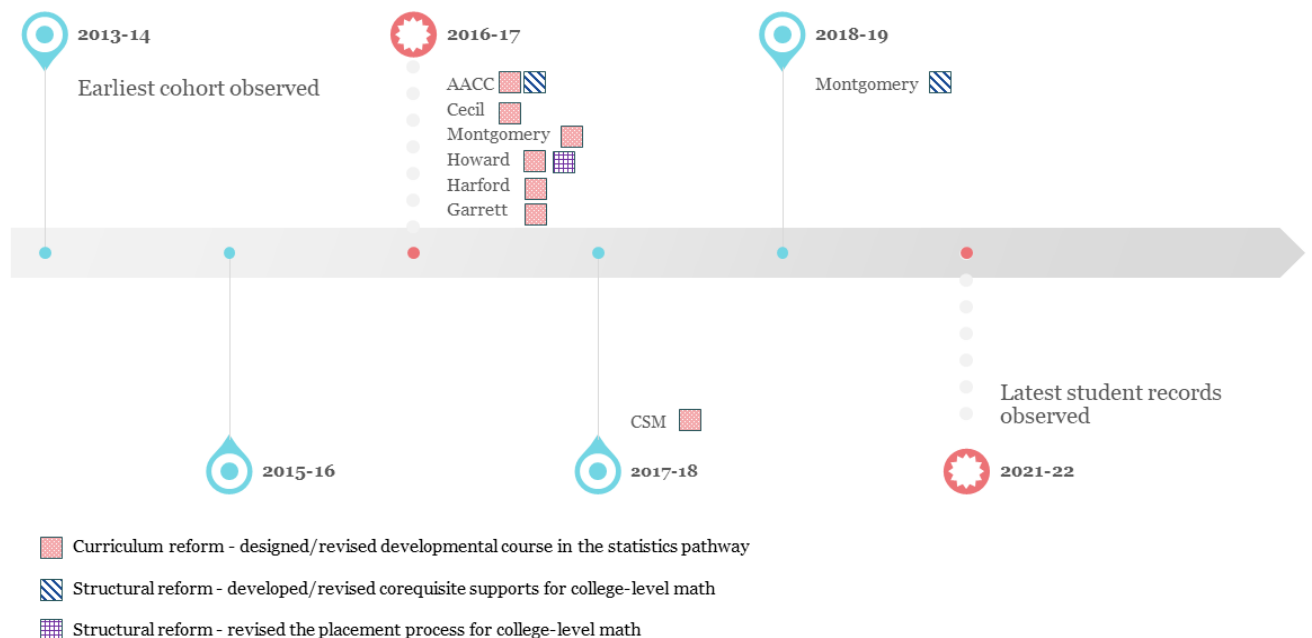 2013-14
Earliest cohort observed
2016-17
AACC
Cecil
Montgomery
Howard
Harford
Garrett
2018-19
Montgomery
2015-16
CSM
2017-18
Latest student records
observed
2021-22
Curriculum reform - designed/revised developmental course in the statistics pathway
Structural reform - developed/revised corequisite supports for college-level math
Structural reform - revised the placement process for college-level math